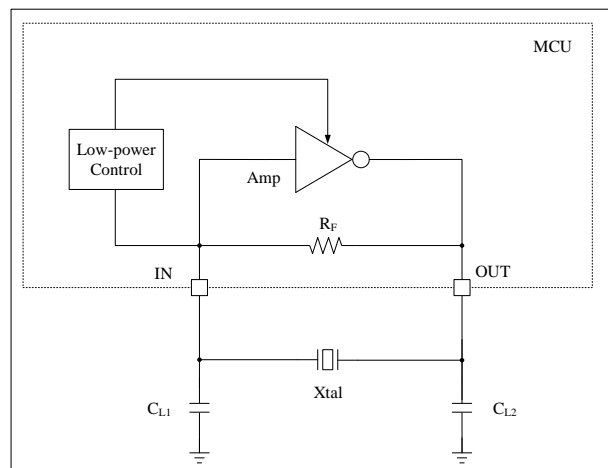 MCU
Low-power
Control
Amp
RF
IN
OUT
Xtal
CL1
CL2